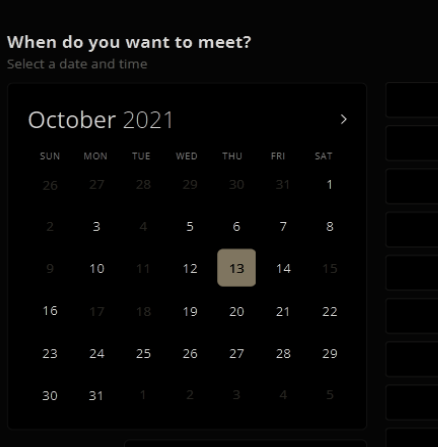 When do you want to meet?
Select a date and time
October 2021 >
SUN MON TUE WED THU FRI SAT
26 27 28 29 30 31 1
2 3 4 5 6 7 8
9 10 11 12 13 14 15
16 17 18 19 20 21 22
23 24 25 26 27 28 29
30 31 1 2 3 4 5